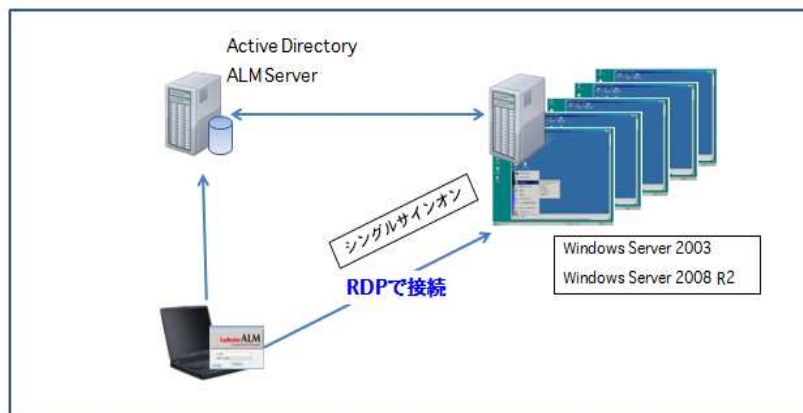 Active Directory
ALM Server
シングルサインオン
RDPで接続
Windows Server 2003
Windows Server 2008 R2
ALM